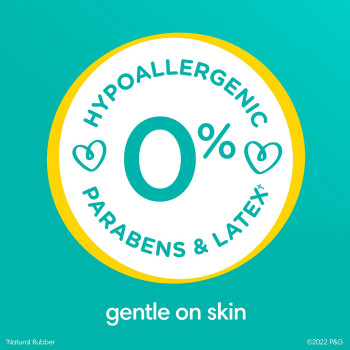 HYPOALLERGENIC
0%
PARABENS & LATEX†
gentle on skin
†Natural Rubber
©2022 P&G